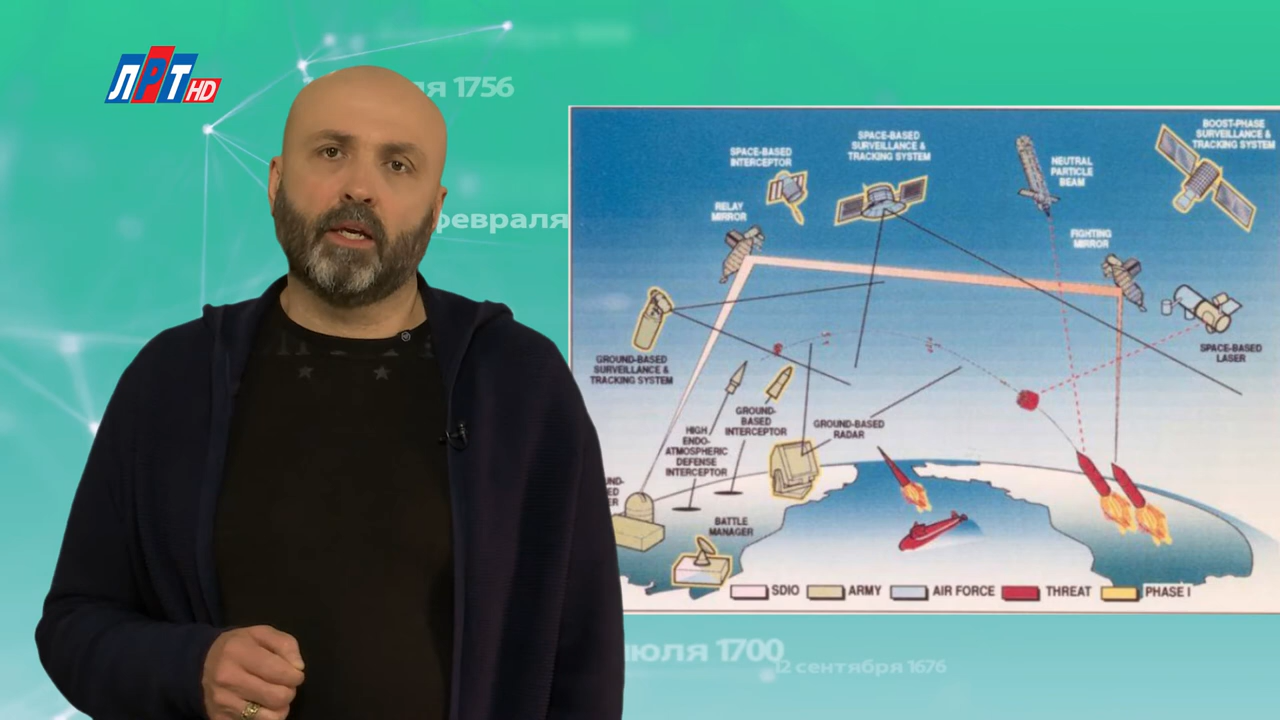 ЛРТ HD
1756
февраля
BOOST-PHASE
SURVEILLANCE &
TRACKING SYSTEM
SPACE-BASED
SURVEILLANCE &
TRACKING SYSTEM
SPACE-BASED
INTERCEPTOR
NEUTRAL
PARTICLE
BEAM
RELAY
MIRROR
FIGHTING
MIRROR
SPACE-BASED
LASER
GROUND-BASED
SURVEILLANCE &
TRACKING SYSTEM
GROUND-
BASED
INTERCEPTOR
GROUND-BASED
RADAR
HIGH
ENDO-
ATMOSPHERIC
DEFENSE
INTERCEPTOR
BATTLE
MANAGER
SDIO
ARMY
AIR FORCE
THREAT
PHASE I
июля 1700
12 сентября 1676